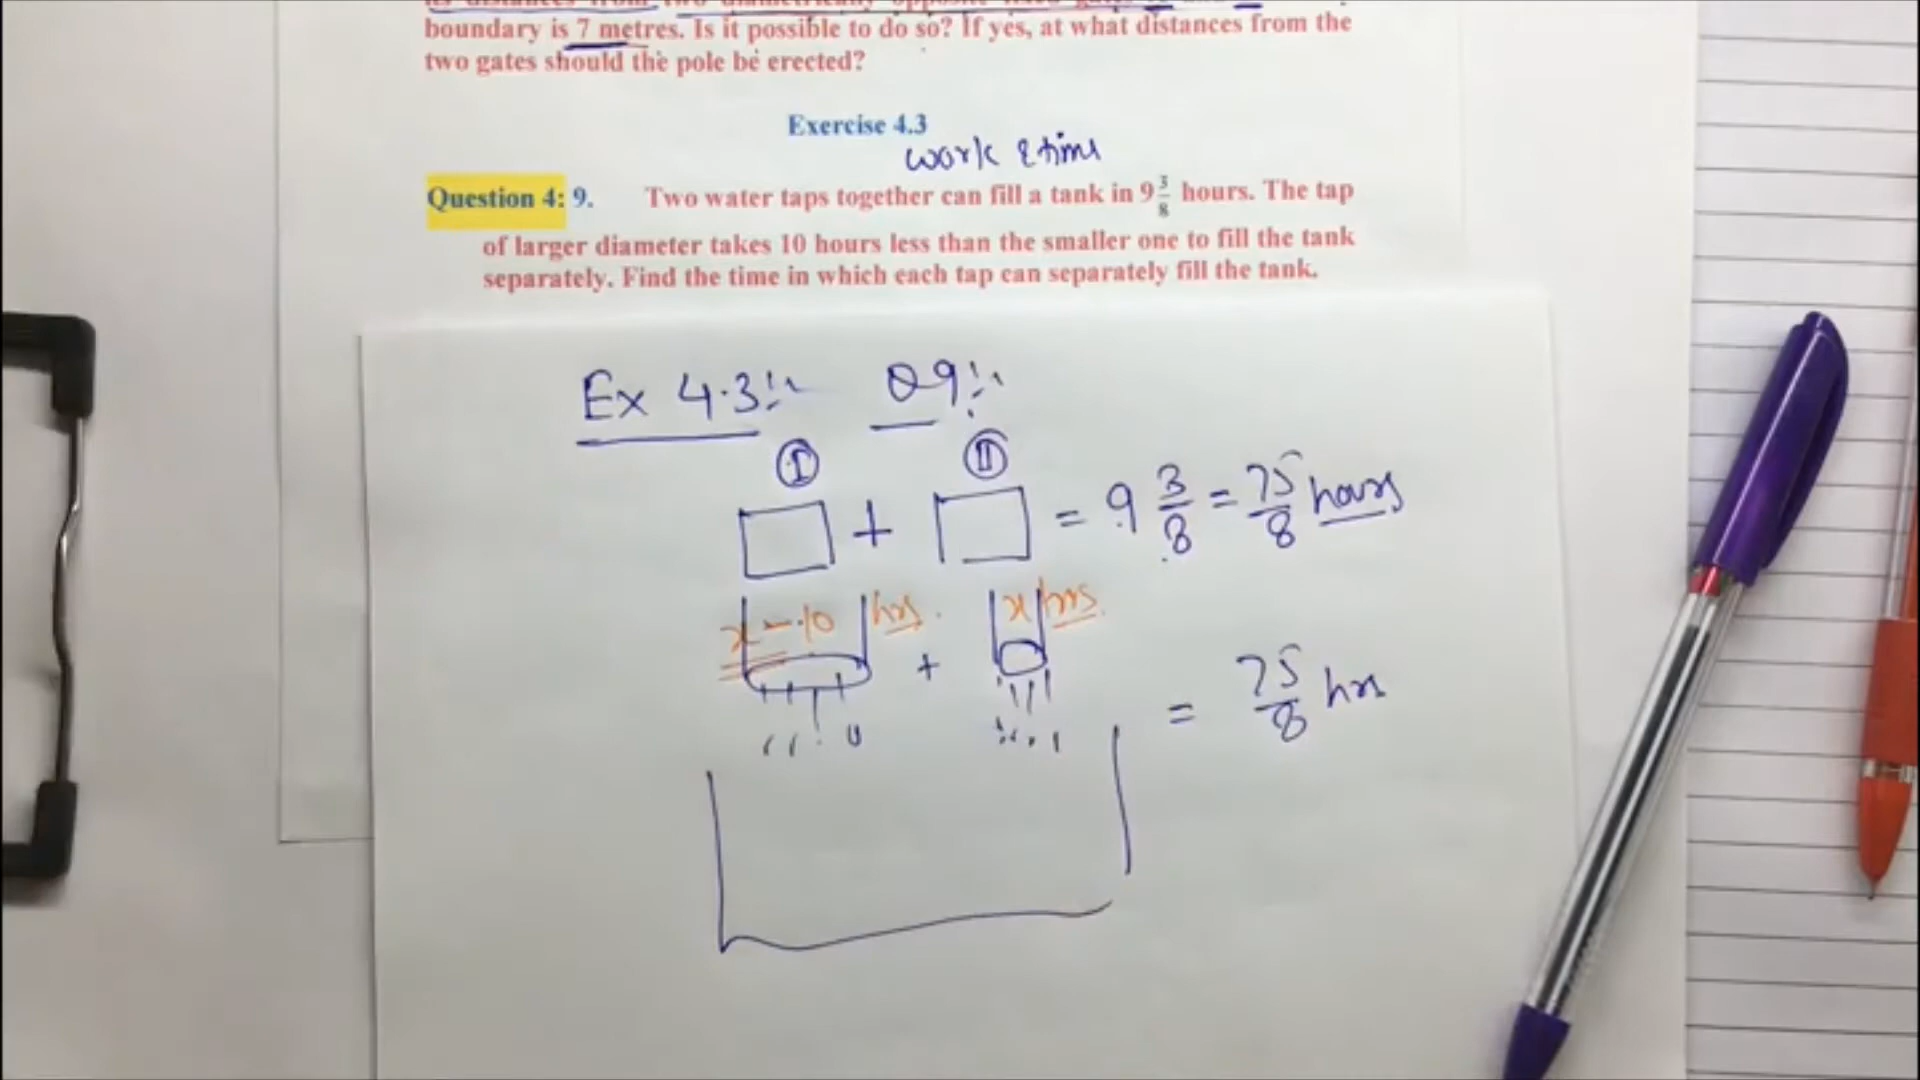 boundary is 7 metres. Is it possible to do so? If yes, at what distances from the
two gates should the pole be erected?
Exercise 4.3
work & time
Question 4: 9. Two water taps together can fill a tank in 9 3/8 hours. The tap
of larger diameter takes 10 hours less than the smaller one to fill the tank
separately. Find the time in which each tap can separately fill the tank.
Ex 4.3:- Q9:-
I II
+ = 9 3/8 = 75/8 hours
x-10 hrs. x hrs.
+
= 75/8 hrs